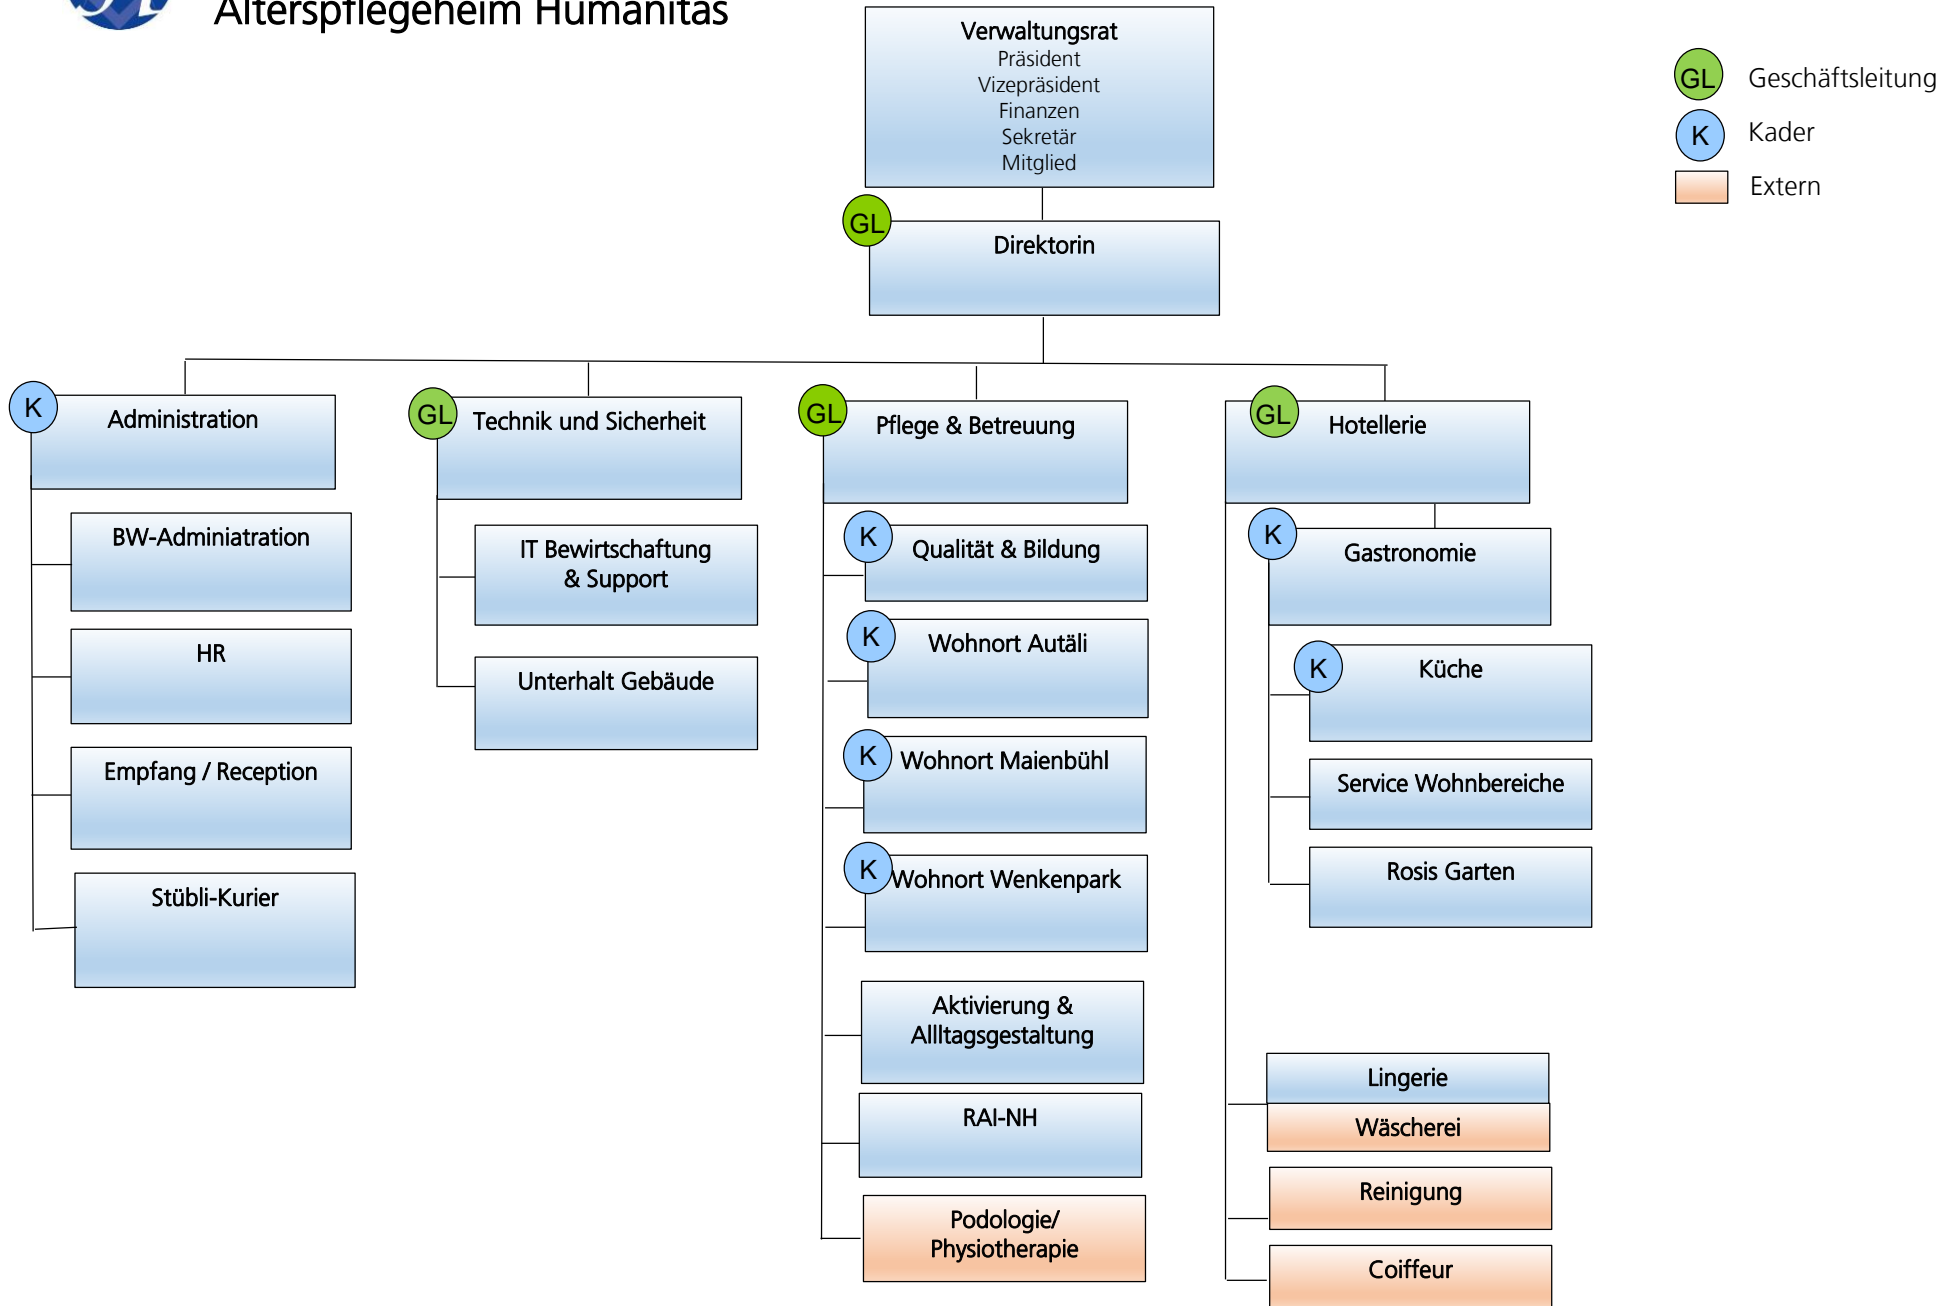 Alterspflegeheim Humanitas
Verwaltungsrat
Präsident
Vizepräsident
Finanzen
Sekretär
Mitglied
GL Geschäftsleitung
K Kader
Extern
GL
Direktorin
K
Administration
BW-Adminiatration
HR
Empfang / Reception
Stübli-Kurier
GL
Technik und Sicherheit
IT Bewirtschaftung
& Support
Unterhalt Gebäude
GL
Pflege & Betreuung
K
Qualität & Bildung
K
Wohnort Autäli
K
Wohnort Maienbühl
K
Wohnort Wenkenpark
Aktivierung &
Allltagsgestaltung
RAI-NH
Podologie/
Physiotherapie
GL
Hotellerie
K
Gastronomie
K
Küche
Service Wohnbereiche
Rosis Garten
Lingerie
Wäscherei
Reinigung
Coiffeur